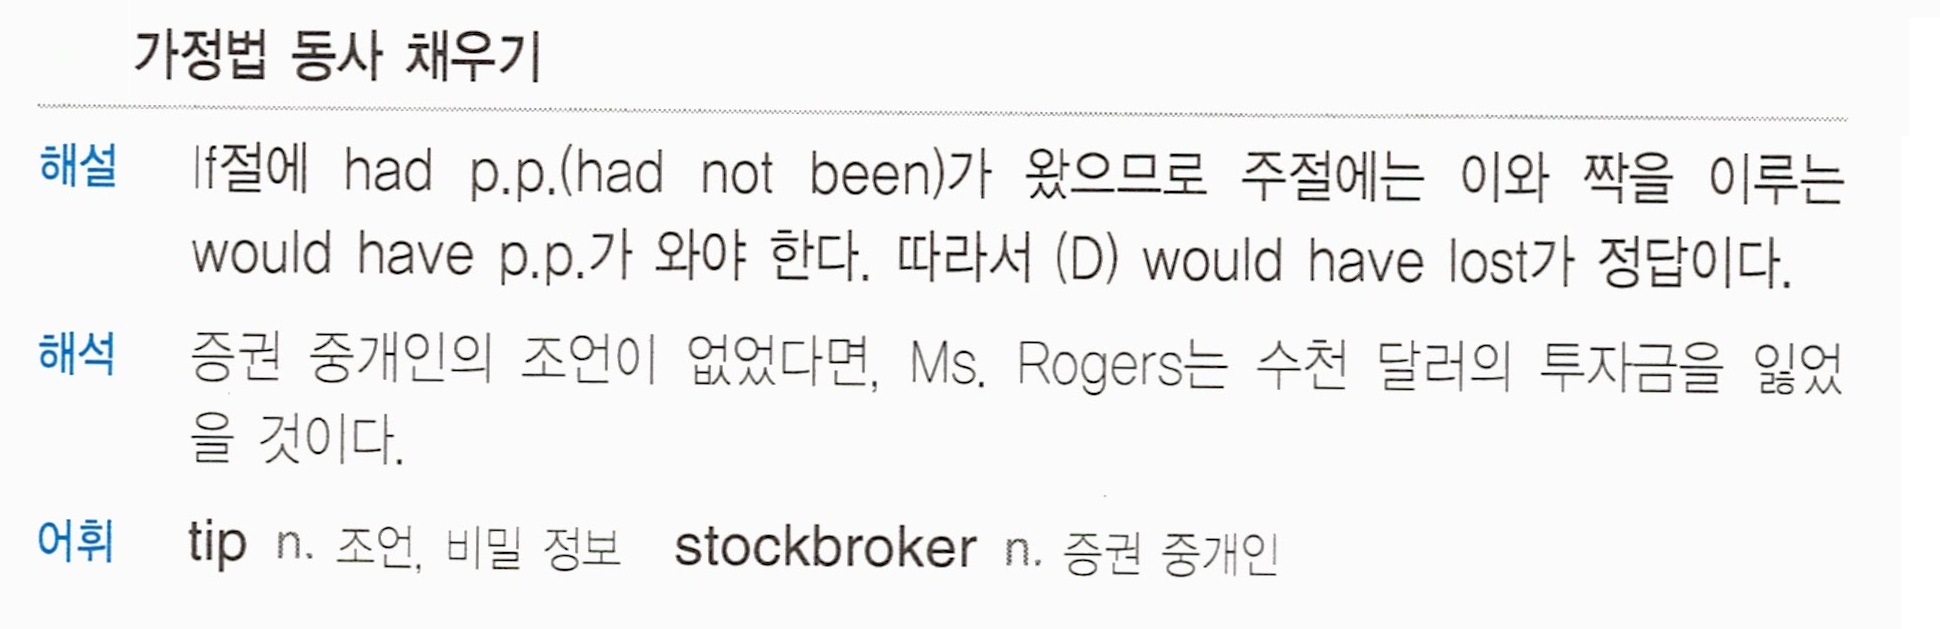 가정법 동사 채우기
해설 If절에 had p.p.(had not been)가 왔으므로 주절에는 이와 짝을 이루는
would have p.p.가 와야 한다. 따라서 (D) would have lost가 정답이다.
해석 증권 중개인의 조언이 없었다면, Ms. Rogers는 수천 달러의 투자금을 잃었
을 것이다.
어휘 tip n. 조언, 비밀 정보 stockbroker n. 증권 중개인